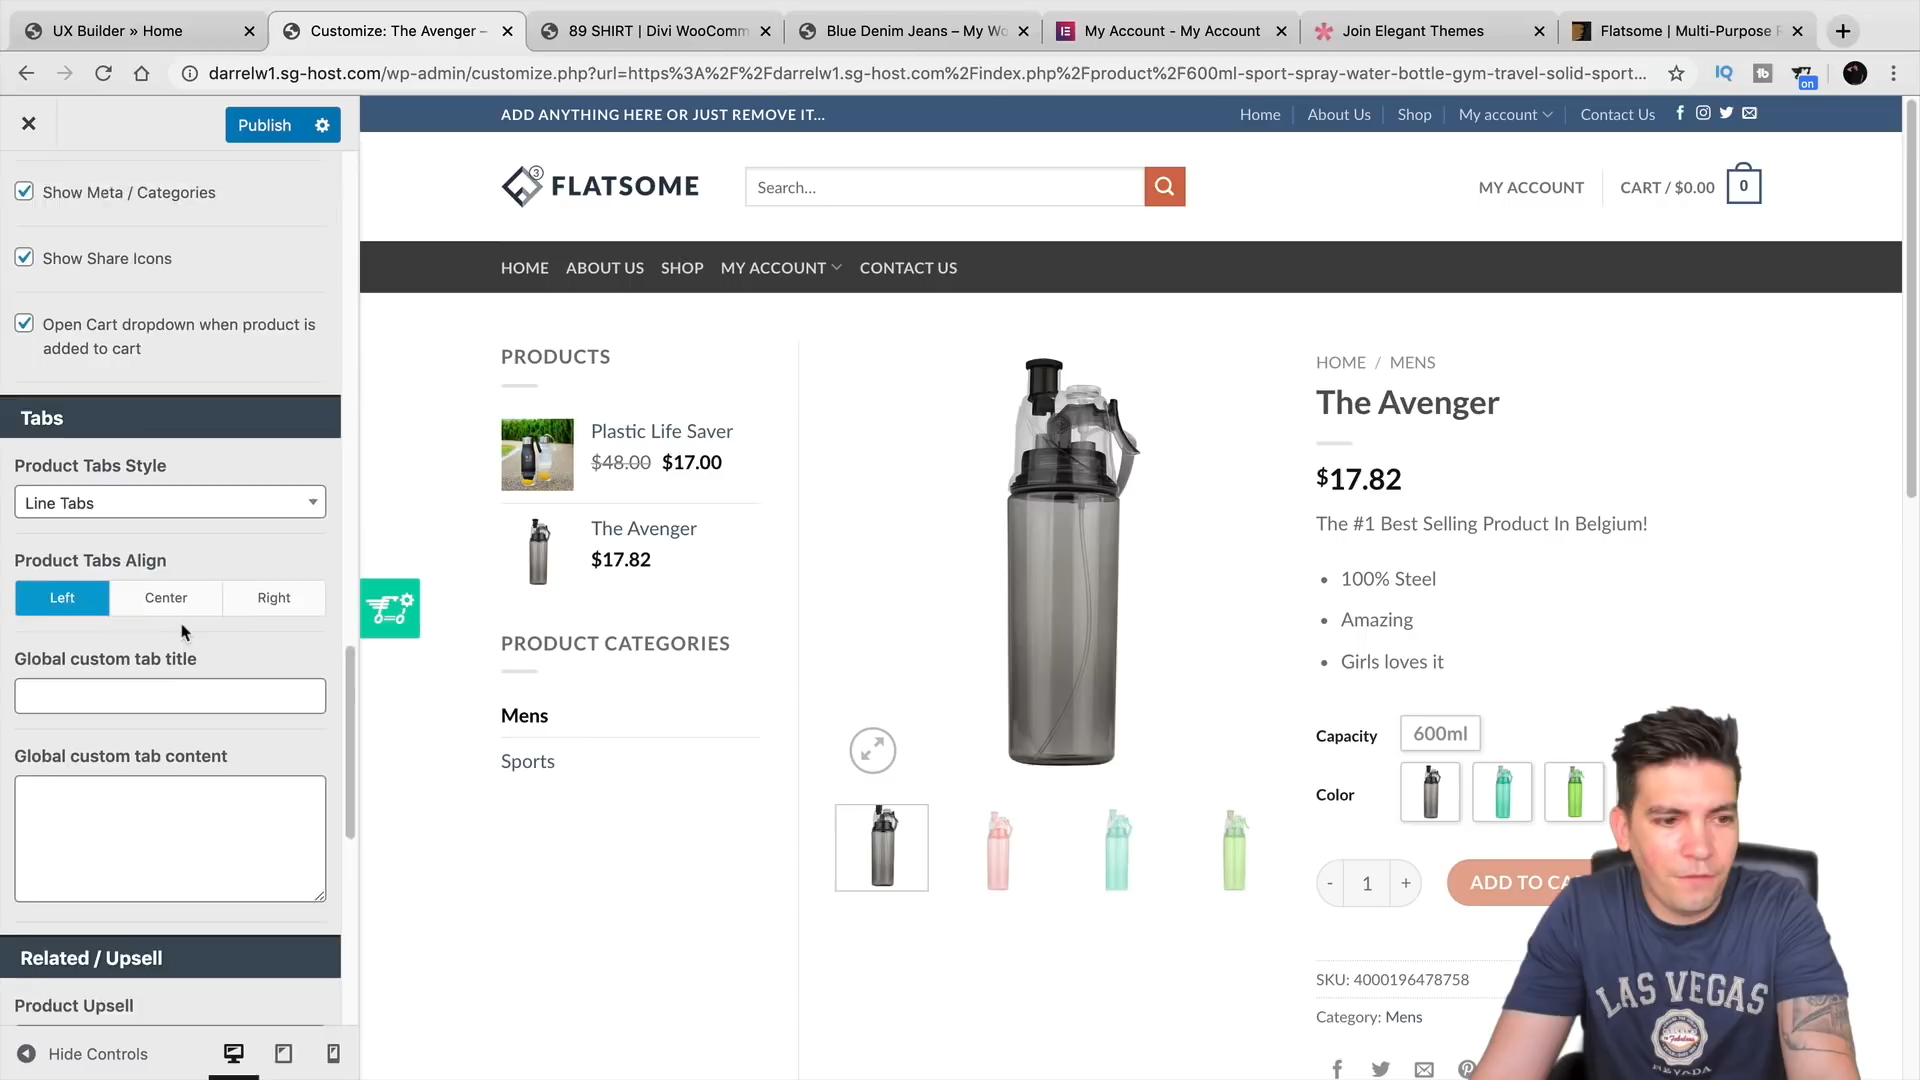 UX Builder » Home
Customize: The Avenger –
89 SHIRT | Divi WooComm
Blue Denim Jeans – My Wo
My Account - My Account
Join Elegant Themes
Flatsome | Multi-Purpose
darrelw1.sg-host.com/wp-admin/customize.php?url=https%3A%2F%2Fdarrelw1.sg-host.com%2Findex.php%2Fproduct%2F600ml-sport-spray-water-bottle-gym-travel-solid-sport...
IQ
tb
on
Publish
Show Meta / Categories
Show Share Icons
Open Cart dropdown when product is
added to cart
Tabs
Product Tabs Style
Line Tabs
Product Tabs Align
Left
Center
Right
Global custom tab title
Global custom tab content
Related / Upsell
Product Upsell
Hide Controls
ADD ANYTHING HERE OR JUST REMOVE IT...
Home
About Us
Shop
My account
Contact Us
3
FLATSOME
Search...
MY ACCOUNT
CART / $0.00
0
HOME
ABOUT US
SHOP
MY ACCOUNT
CONTACT US
PRODUCTS
Plastic Life Saver
$48.00 $17.00
The Avenger
$17.82
PRODUCT CATEGORIES
Mens
Sports
HOME / MENS
The Avenger
$17.82
The #1 Best Selling Product In Belgium!
100% Steel
Amazing
Girls loves it
Capacity
600ml
Color
- 1 +
ADD TO CA
SKU: 4000196478758
Category: Mens
LAS VEGAS